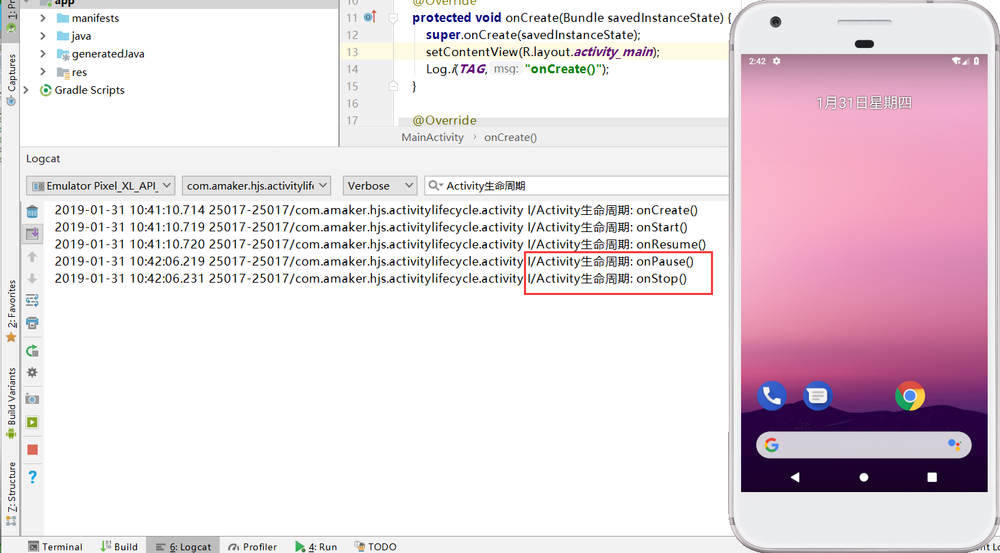 1: Pr
Captures
2: Favorites
Build Variants
Z: Structure
app
manifests
java
generatedJava
res
Gradle Scripts
10 @Override
11 protected void onCreate(Bundle savedInstanceState) {
12 super.onCreate(savedInstanceState);
13 setContentView(R.layout.activity_main);
14 Log.i(TAG, msg: "onCreate()");
15 }
16
17 @Override
MainActivity › onCreate()
Logcat
Emulator Pixel_XL_API_ com.amaker.hjs.activitylife Verbose Activity生命周期
2019-01-31 10:41:10.714 25017-25017/com.amaker.hjs.activitylifecycle.activity I/Activity生命周期: onCreate()
2019-01-31 10:41:10.719 25017-25017/com.amaker.hjs.activitylifecycle.activity I/Activity生命周期: onStart()
2019-01-31 10:41:10.720 25017-25017/com.amaker.hjs.activitylifecycle.activity I/Activity生命周期: onResume()
2019-01-31 10:42:06.219 25017-25017/com.amaker.hjs.activitylifecycle.activity I/Activity生命周期: onPause()
2019-01-31 10:42:06.231 25017-25017/com.amaker.hjs.activitylifecycle.activity I/Activity生命周期: onStop()
2:42
1月31日星期四
Terminal Build 6: Logcat Profiler 4: Run TODO